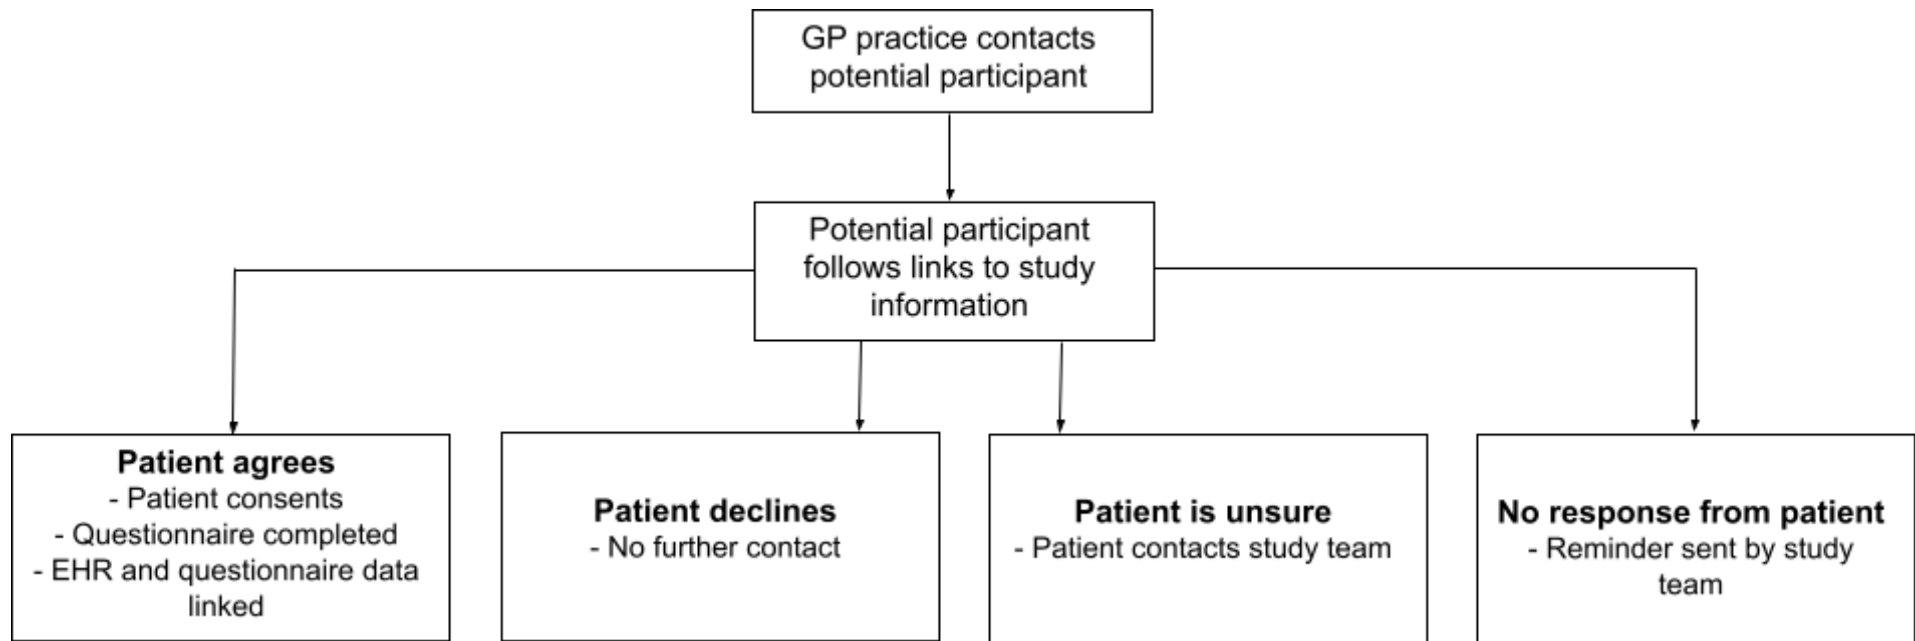 GP practice contacts
potential participant
Potential participant
follows links to study
information
Patient agrees
- Patient consents
- Questionnaire completed
- EHR and questionnaire data
linked
Patient declines
- No further contact
Patient is unsure
- Patient contacts study team
No response from patient
- Reminder sent by study
team